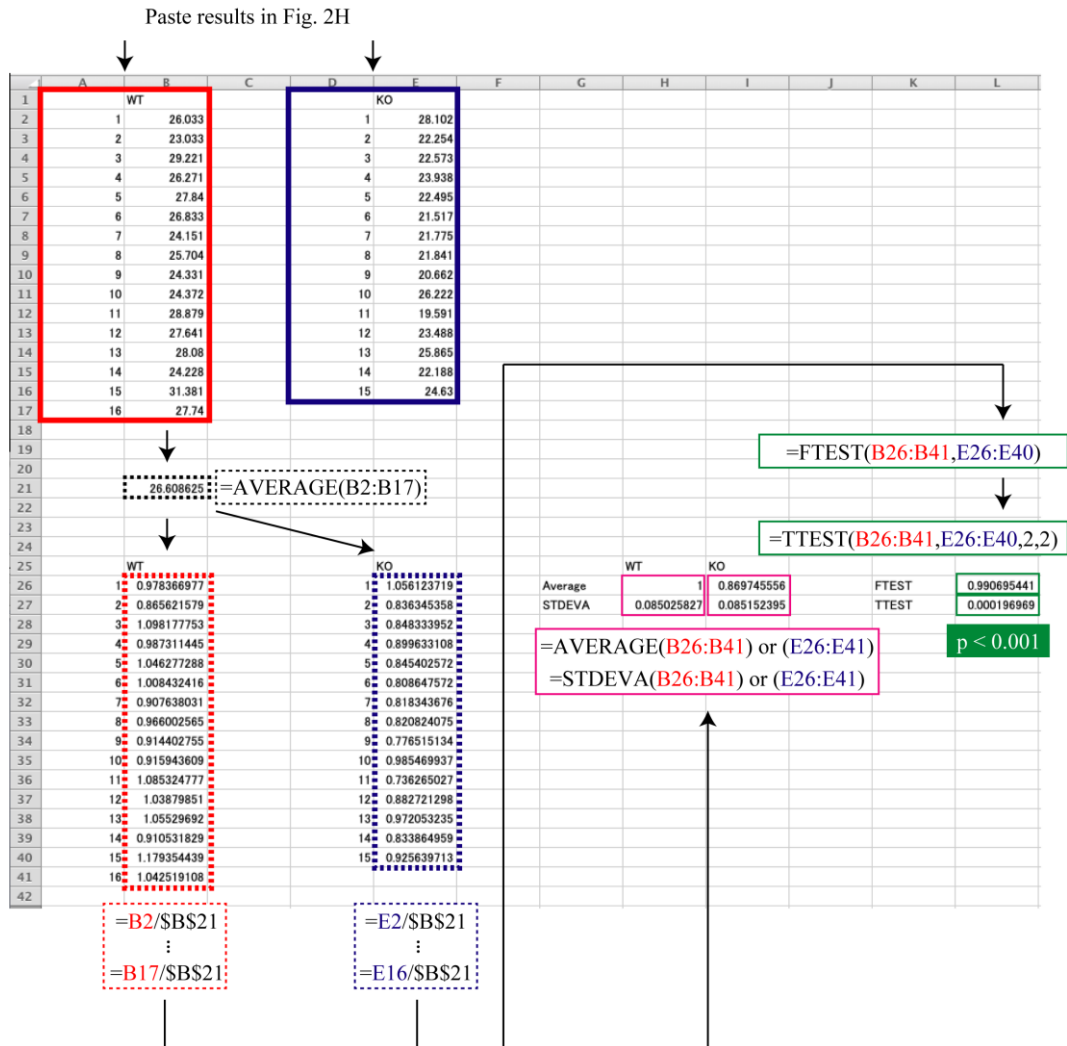 Paste results in Fig. 2H
A B C D E F G H I J K L
1 WT KO
2 1 26.033 1 28.102
3 2 23.033 2 22.254
4 3 29.221 3 22.573
5 4 26.271 4 23.938
6 5 27.84 5 22.495
7 6 26.833 6 21.517
8 7 24.151 7 21.775
9 8 25.704 8 21.841
10 9 24.331 9 20.662
11 10 24.372 10 26.222
12 11 28.879 11 19.591
13 12 27.641 12 23.488
14 13 28.08 13 25.865
15 14 24.228 14 22.188
16 15 31.381 15 24.63
17 16 27.74
18
19 =FTEST(B26:B41,E26:E40)
20
21 26.608625 =AVERAGE(B2:B17)
22
23
24 =TTEST(B26:B41,E26:E40,2,2)
25 WT KO WT KO
26 1 0.978366977 1 1.056123719 Average 1 0.869745556 FTEST 0.990695441
27 2 0.865621579 2 0.836345358 STDEVA 0.085025827 0.085152395 TTEST 0.000196969
28 3 1.098177753 3 0.848333952
29 4 0.987311445 4 0.899633108 =AVERAGE(B26:B41) or (E26:E41) p < 0.001
30 5 1.046277288 5 0.845402572
31 6 1.008432416 6 0.808647572 =STDEVA(B26:B41) or (E26:E41)
32 7 0.907638031 7 0.818343676
33 8 0.966002565 8 0.820824075
34 9 0.914402755 9 0.776515134
35 10 0.915943609 10 0.985469937
36 11 1.085324777 11 0.736265027
37 12 1.03879851 12 0.882721298
38 13 1.05529692 13 0.972053235
39 14 0.910531829 14 0.833864959
40 15 1.179354439 15 0.925639713
41 16 1.042519108
42
=B2/$B$21 =E2/$B$21
⋮ ⋮
=B17/$B$21 =E16/$B$21